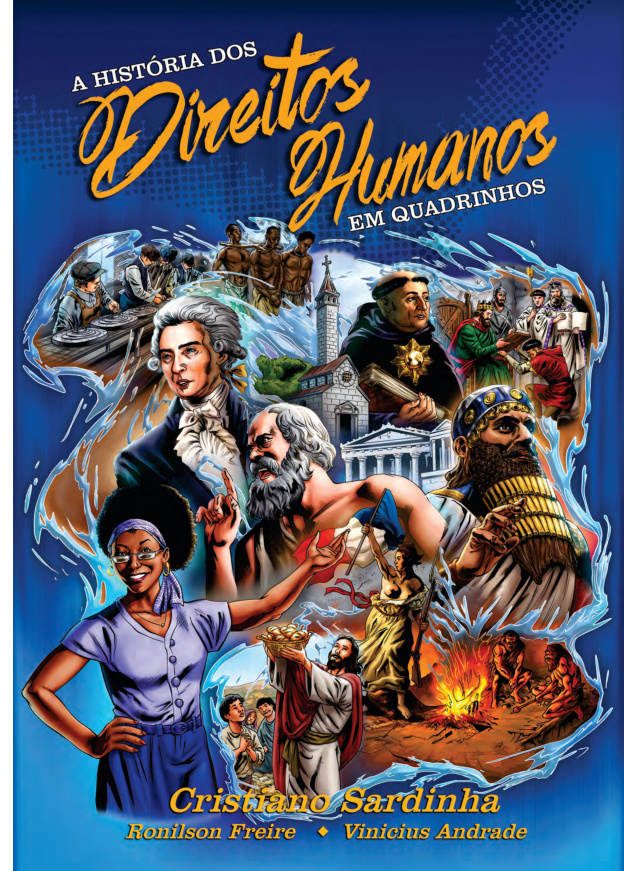 A HISTÓRIA DOS
Direitos
Humanos
EM QUADRINHOS
Cristiano Sardinha
Ronilson Freire ◆ Vinicius Andrade